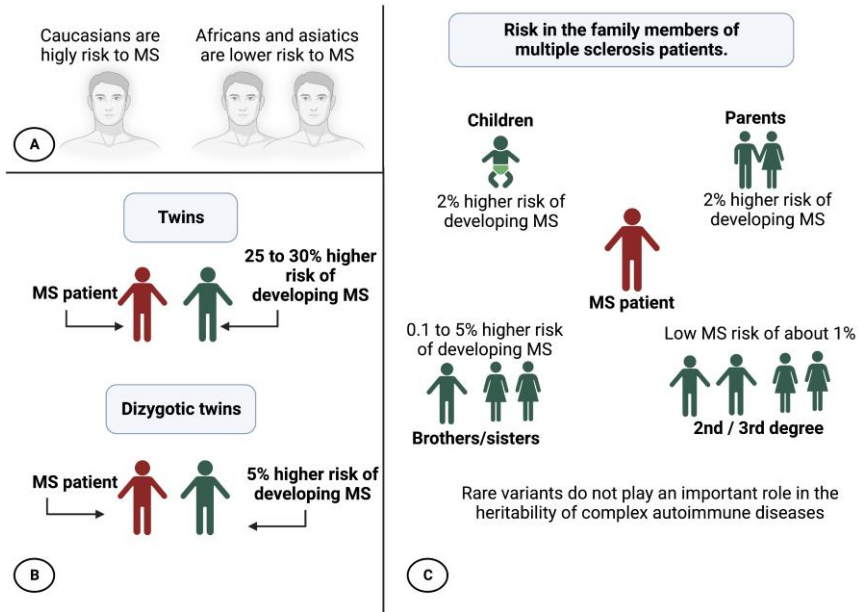 Caucasians are
higly risk to MS
Africans and asiatics
are lower risk to MS
A
Twins
MS patient
25 to 30% higher
risk of
developing MS
Dizygotic twins
MS patient
5% higher risk of
developing MS
B
Risk in the family members of
multiple sclerosis patients.
Children
2% higher risk of
developing MS
Parents
2% higher risk of
developing MS
MS patient
0.1 to 5% higher risk
of developing MS
Brothers/sisters
Low MS risk of about 1%
2nd / 3rd degree
Rare variants do not play an important role in the
heritability of complex autoimmune diseases
C